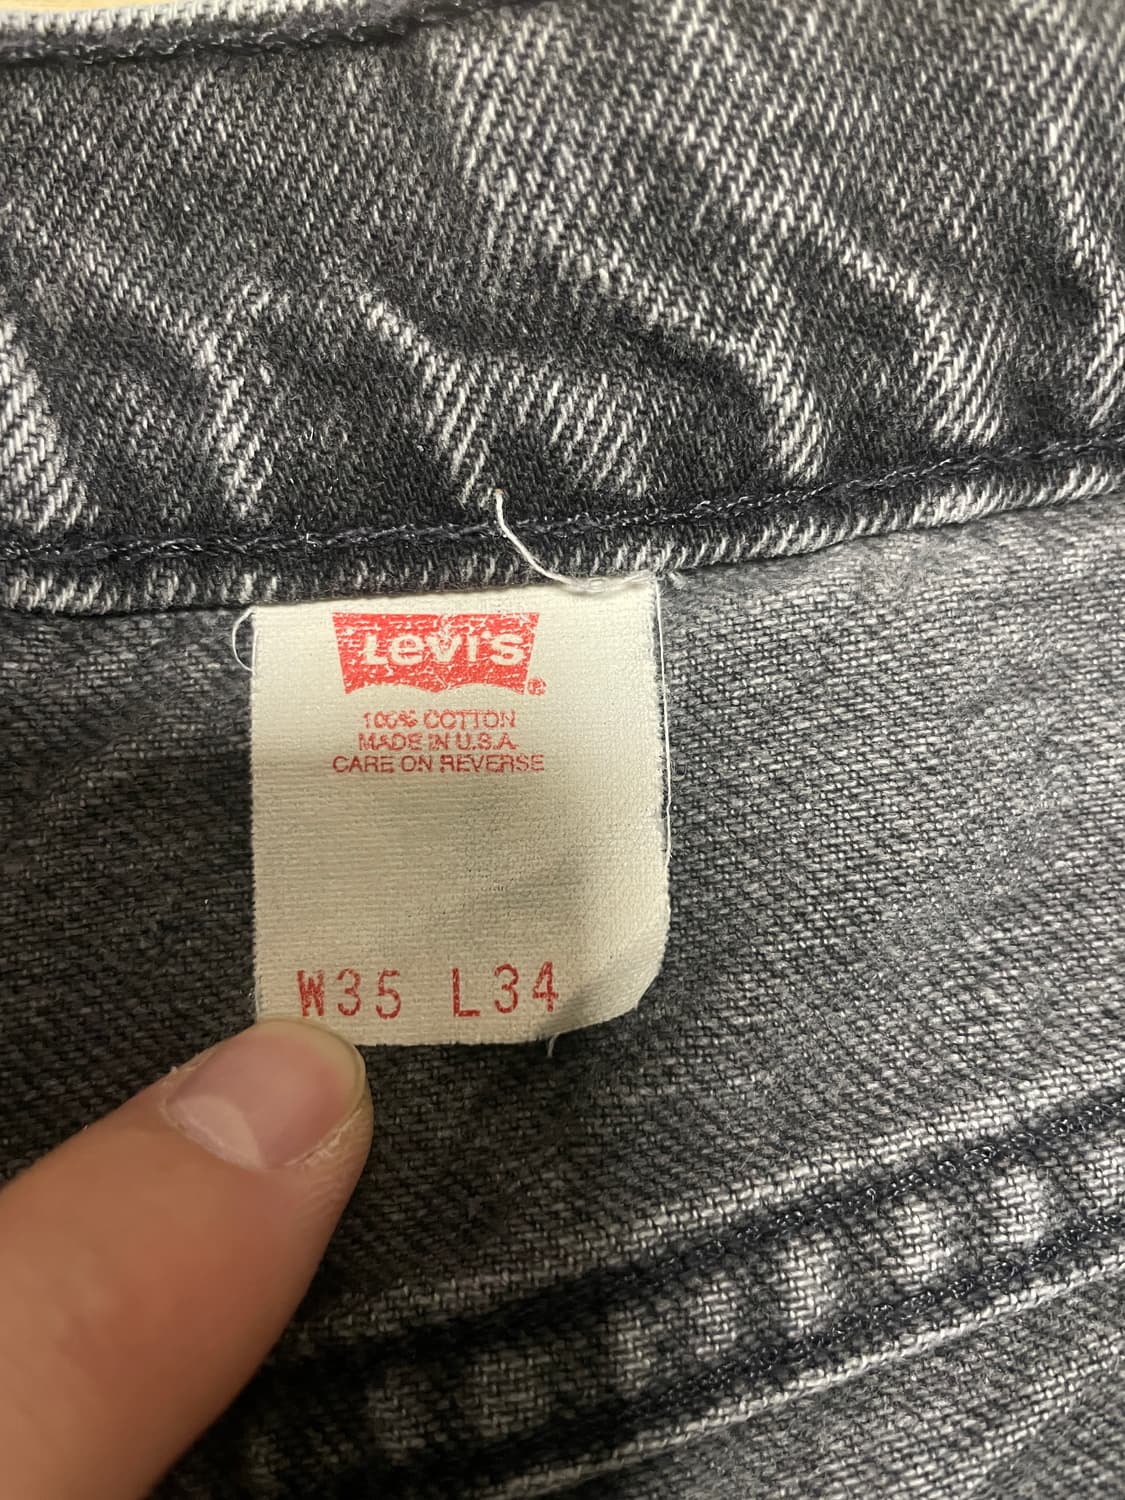 Levi's ®
100% COTTON
MADE IN U.S.A.
CARE ON REVERSE
W35 L34